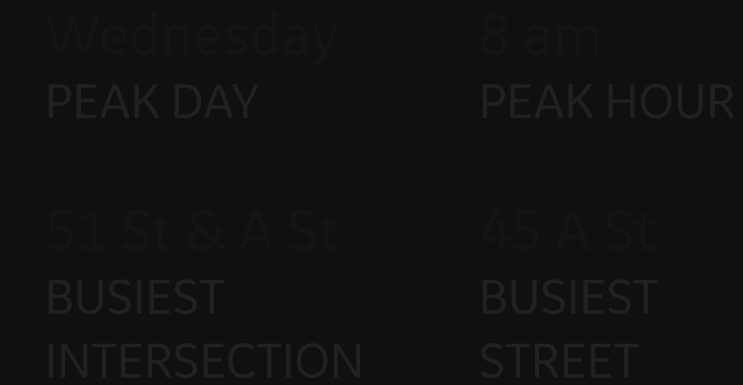 Wednesday
PEAK DAY
8 am
PEAK HOUR
51 St & A St
BUSIEST
INTERSECTION
45 A St
BUSIEST
STREET